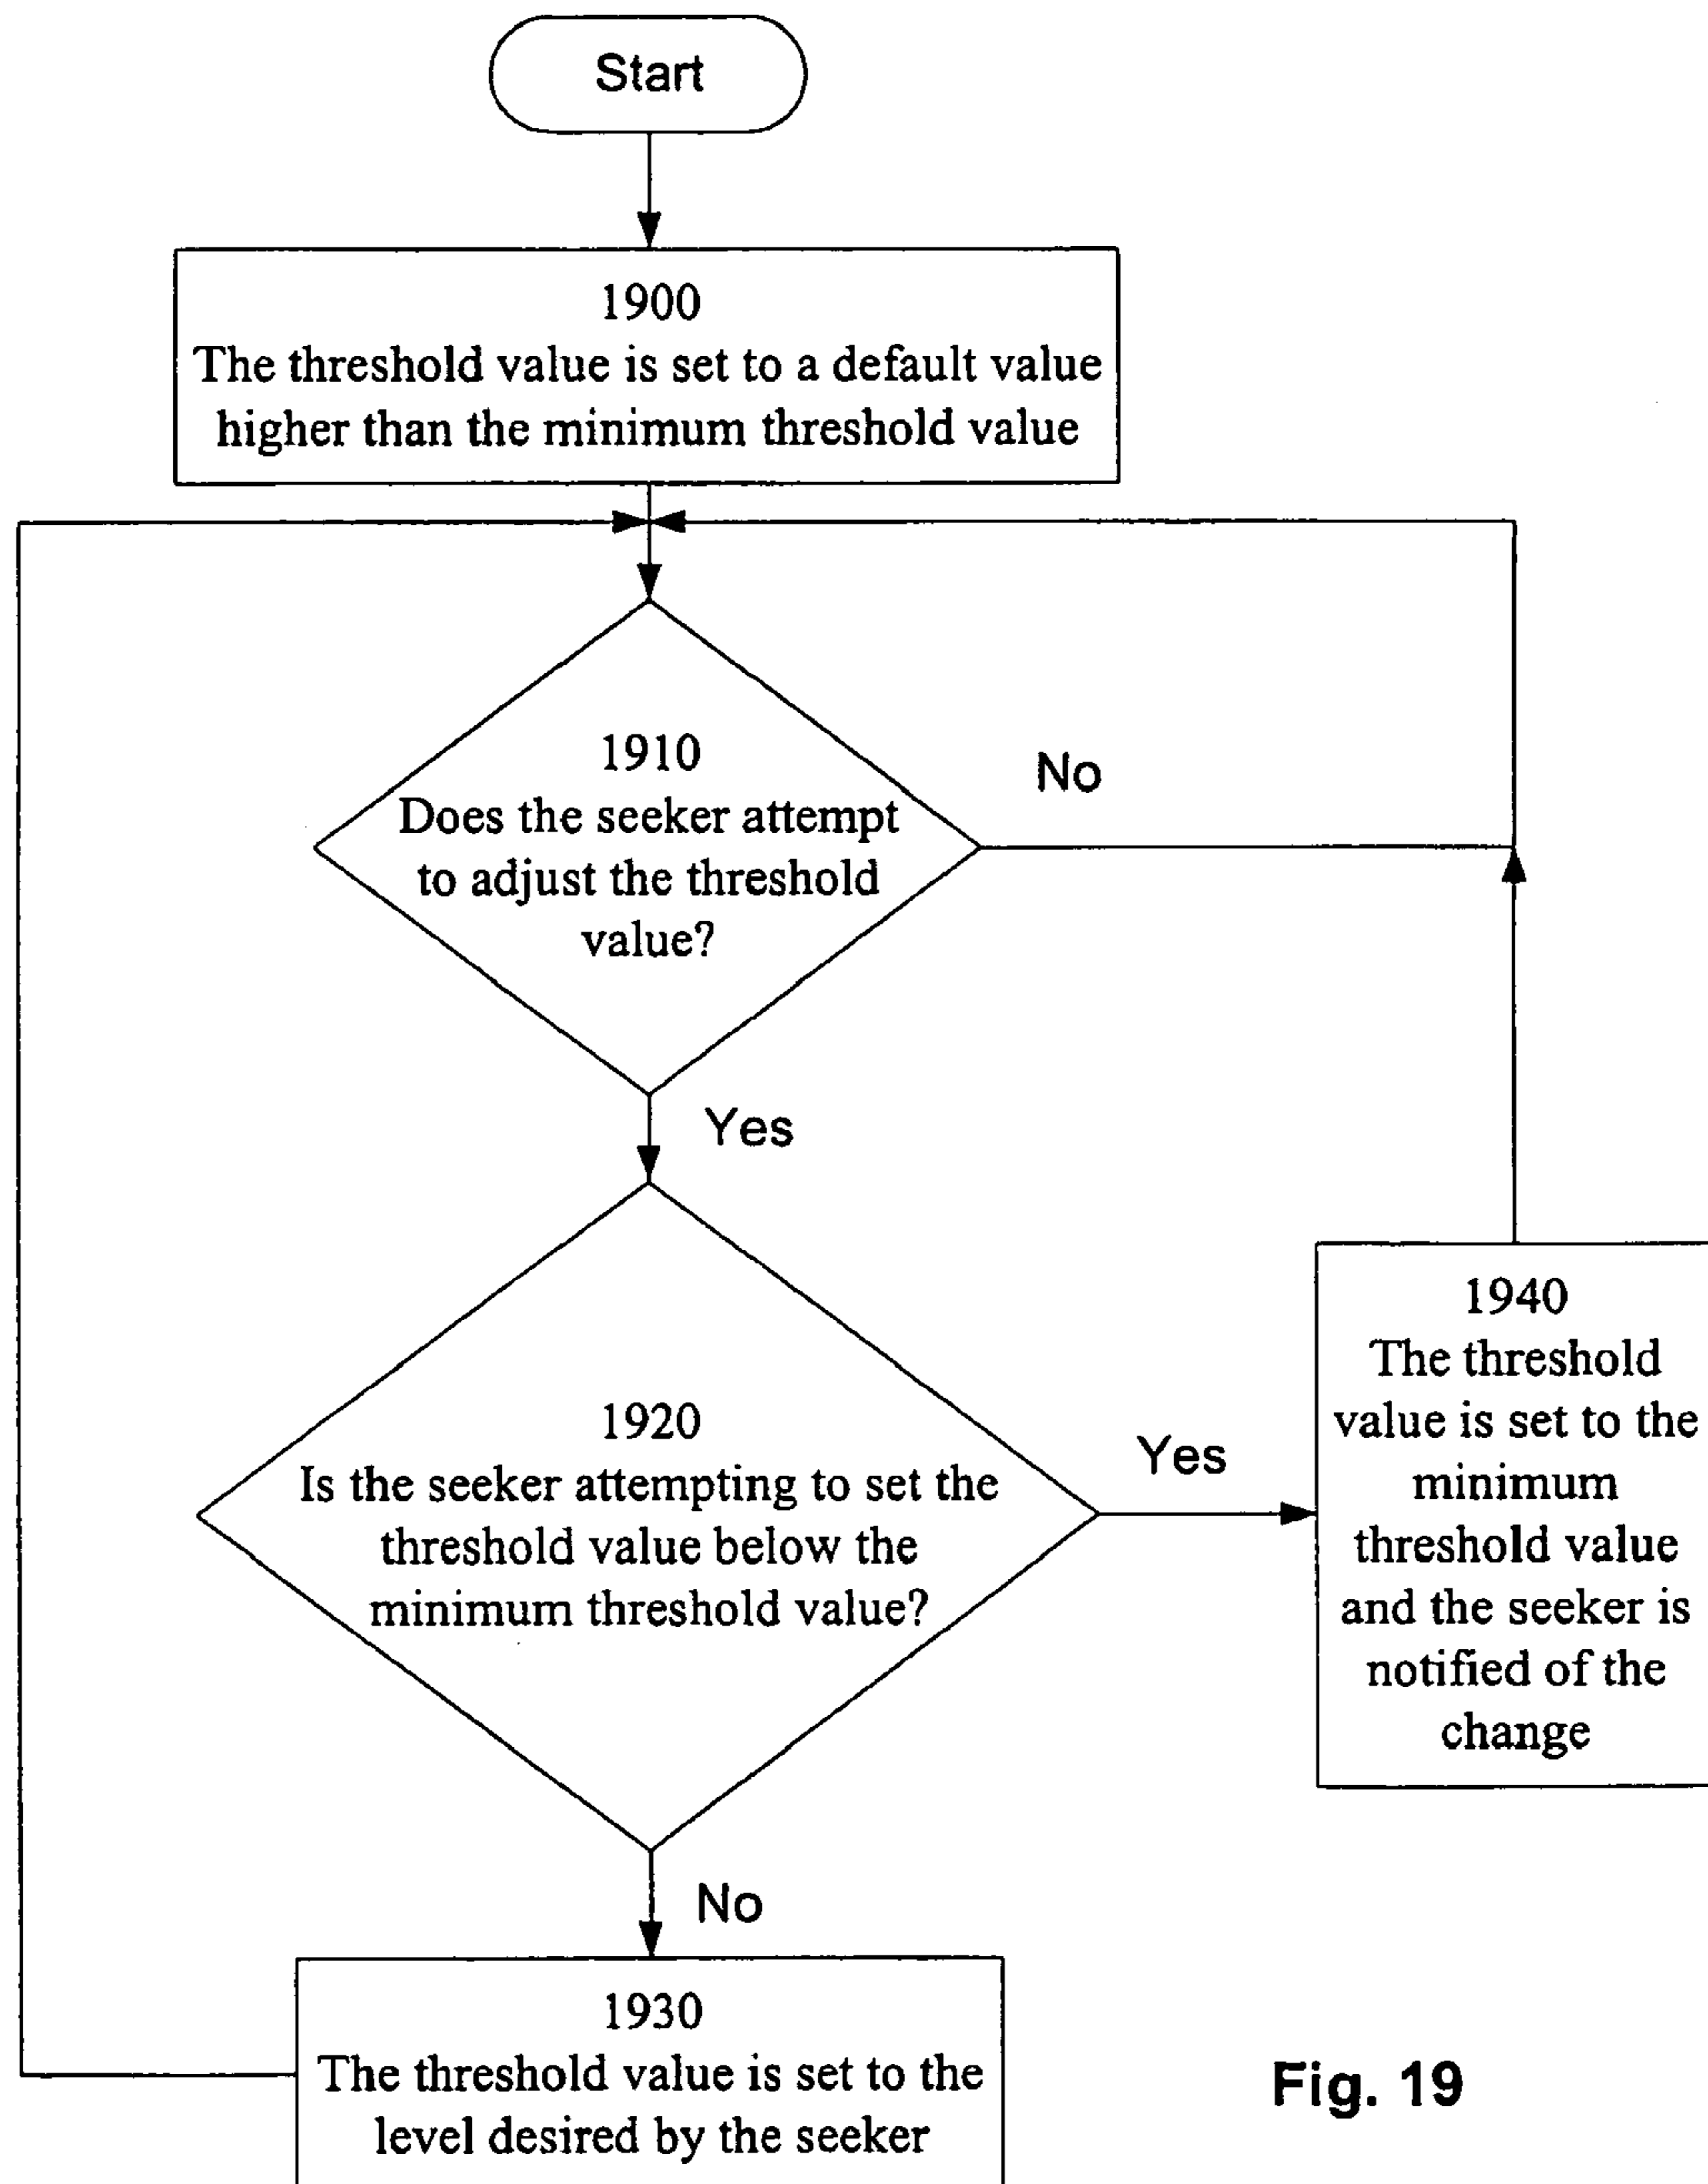 Start
1900
The threshold value is set to a default value
higher than the minimum threshold value
1910
Does the seeker attempt
to adjust the threshold
value?
No
Yes
1920
Is the seeker attempting to set the
threshold value below the
minimum threshold value?
Yes
1940
The threshold
value is set to the
minimum
threshold value
and the seeker is
notified of the
change
No
1930
The threshold value is set to the
level desired by the seeker
Fig. 19